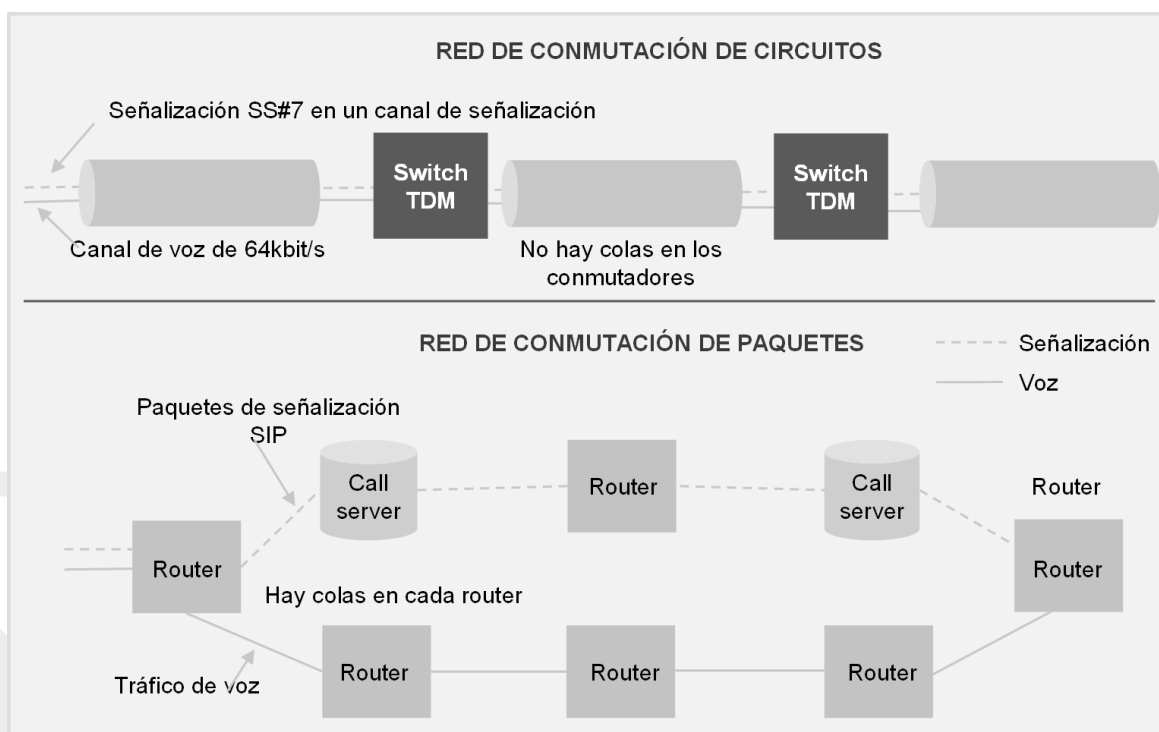 RED DE CONMUTACIÓN DE CIRCUITOS
Señalización SS#7 en un canal de señalización
Switch
TDM
Switch
TDM
Canal de voz de 64kbit/s
No hay colas en los
conmutadores
RED DE CONMUTACIÓN DE PAQUETES
Señalización
Voz
Paquetes de señalización
SIP
Call
server
Router
Call
server
Router
Router
Router
Hay colas en cada router
Tráfico de voz
Router
Router
Router